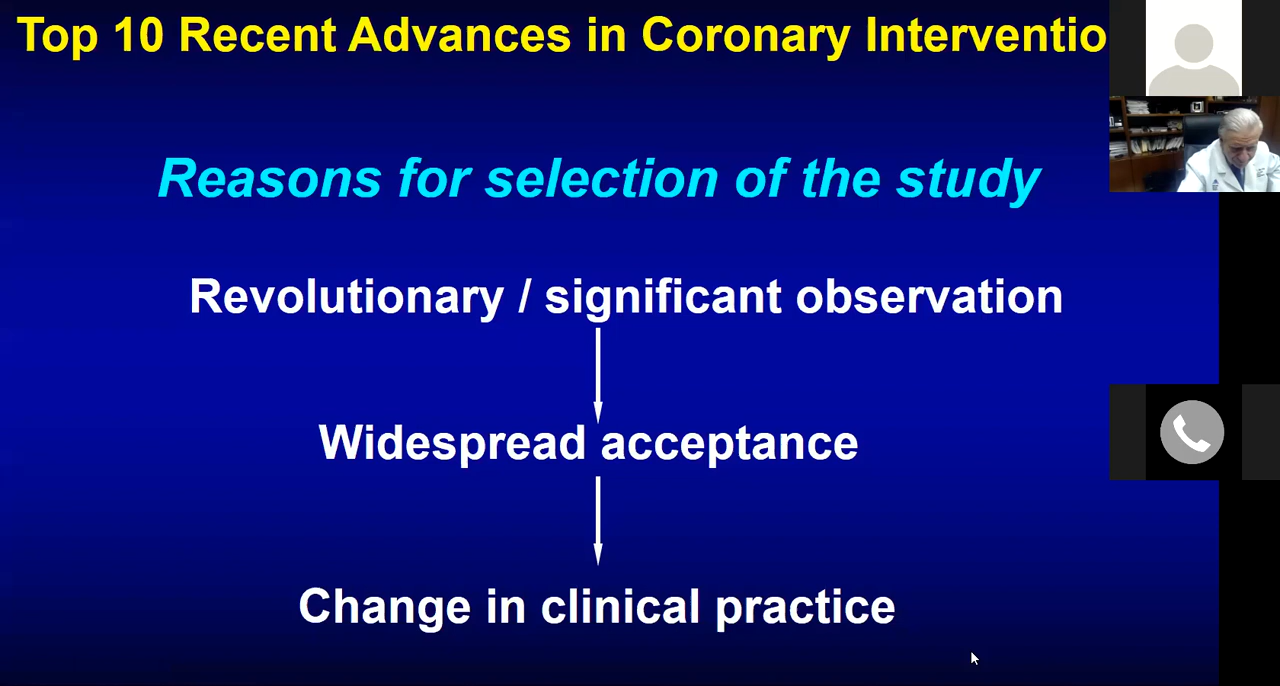 Top 10 Recent Advances in Coronary Interventio
Reasons for selection of the study
Revolutionary / significant observation
Widespread acceptance
Change in clinical practice